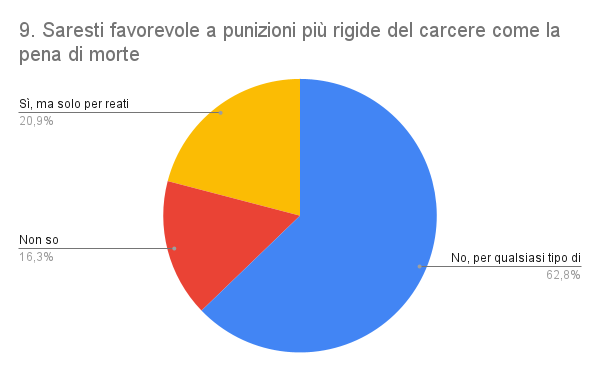 9. Saresti favorevole a punizioni più rigide del carcere come la
pena di morte
Sì, ma solo per reati
20,9%
Non so
16,3%
No, per qualsiasi tipo di
62,8%